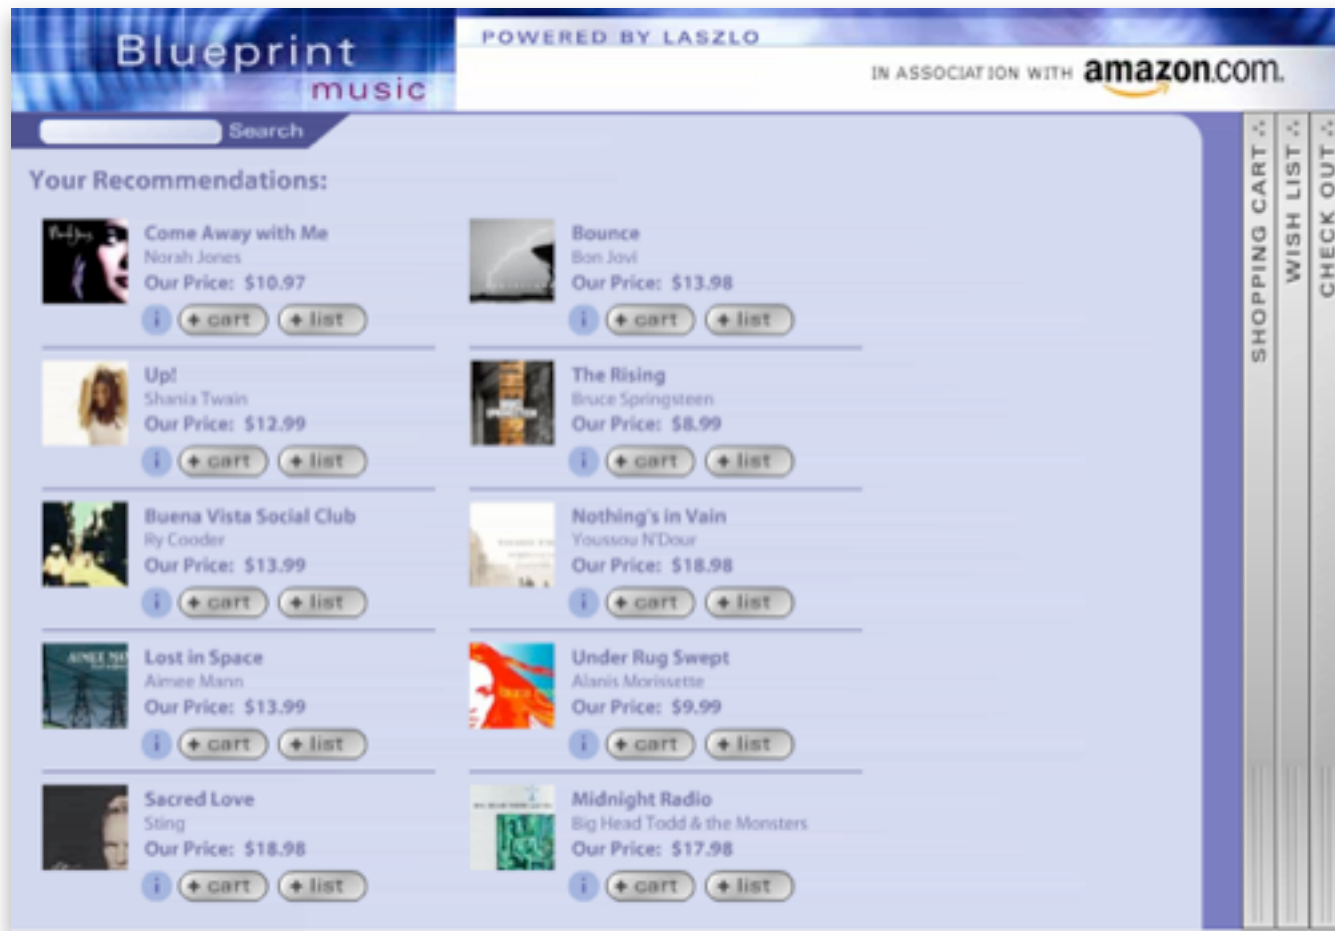 Blueprint
music
POWERED BY LASZLO
IN ASSOCIATION WITH amazon.com.
Search
Your Recommendations:
Come Away with Me
Norah Jones
Our Price: $10.97
i + cart + list
Bounce
Bon Jovi
Our Price: $13.98
i + cart + list
Up!
Shania Twain
Our Price: $12.99
i + cart + list
The Rising
Bruce Springsteen
Our Price: $8.99
i + cart + list
Buena Vista Social Club
Ry Cooder
Our Price: $13.99
i + cart + list
Nothing's in Vain
Youssou N'Dour
Our Price: $18.98
i + cart + list
Lost in Space
Aimee Mann
Our Price: $13.99
i + cart + list
Under Rug Swept
Alanis Morissette
Our Price: $9.99
i + cart + list
Sacred Love
Sting
Our Price: $18.98
i + cart + list
Midnight Radio
Big Head Todd & the Monsters
Our Price: $17.98
i + cart + list
SHOPPING CART
WISH LIST
CHECK OUT